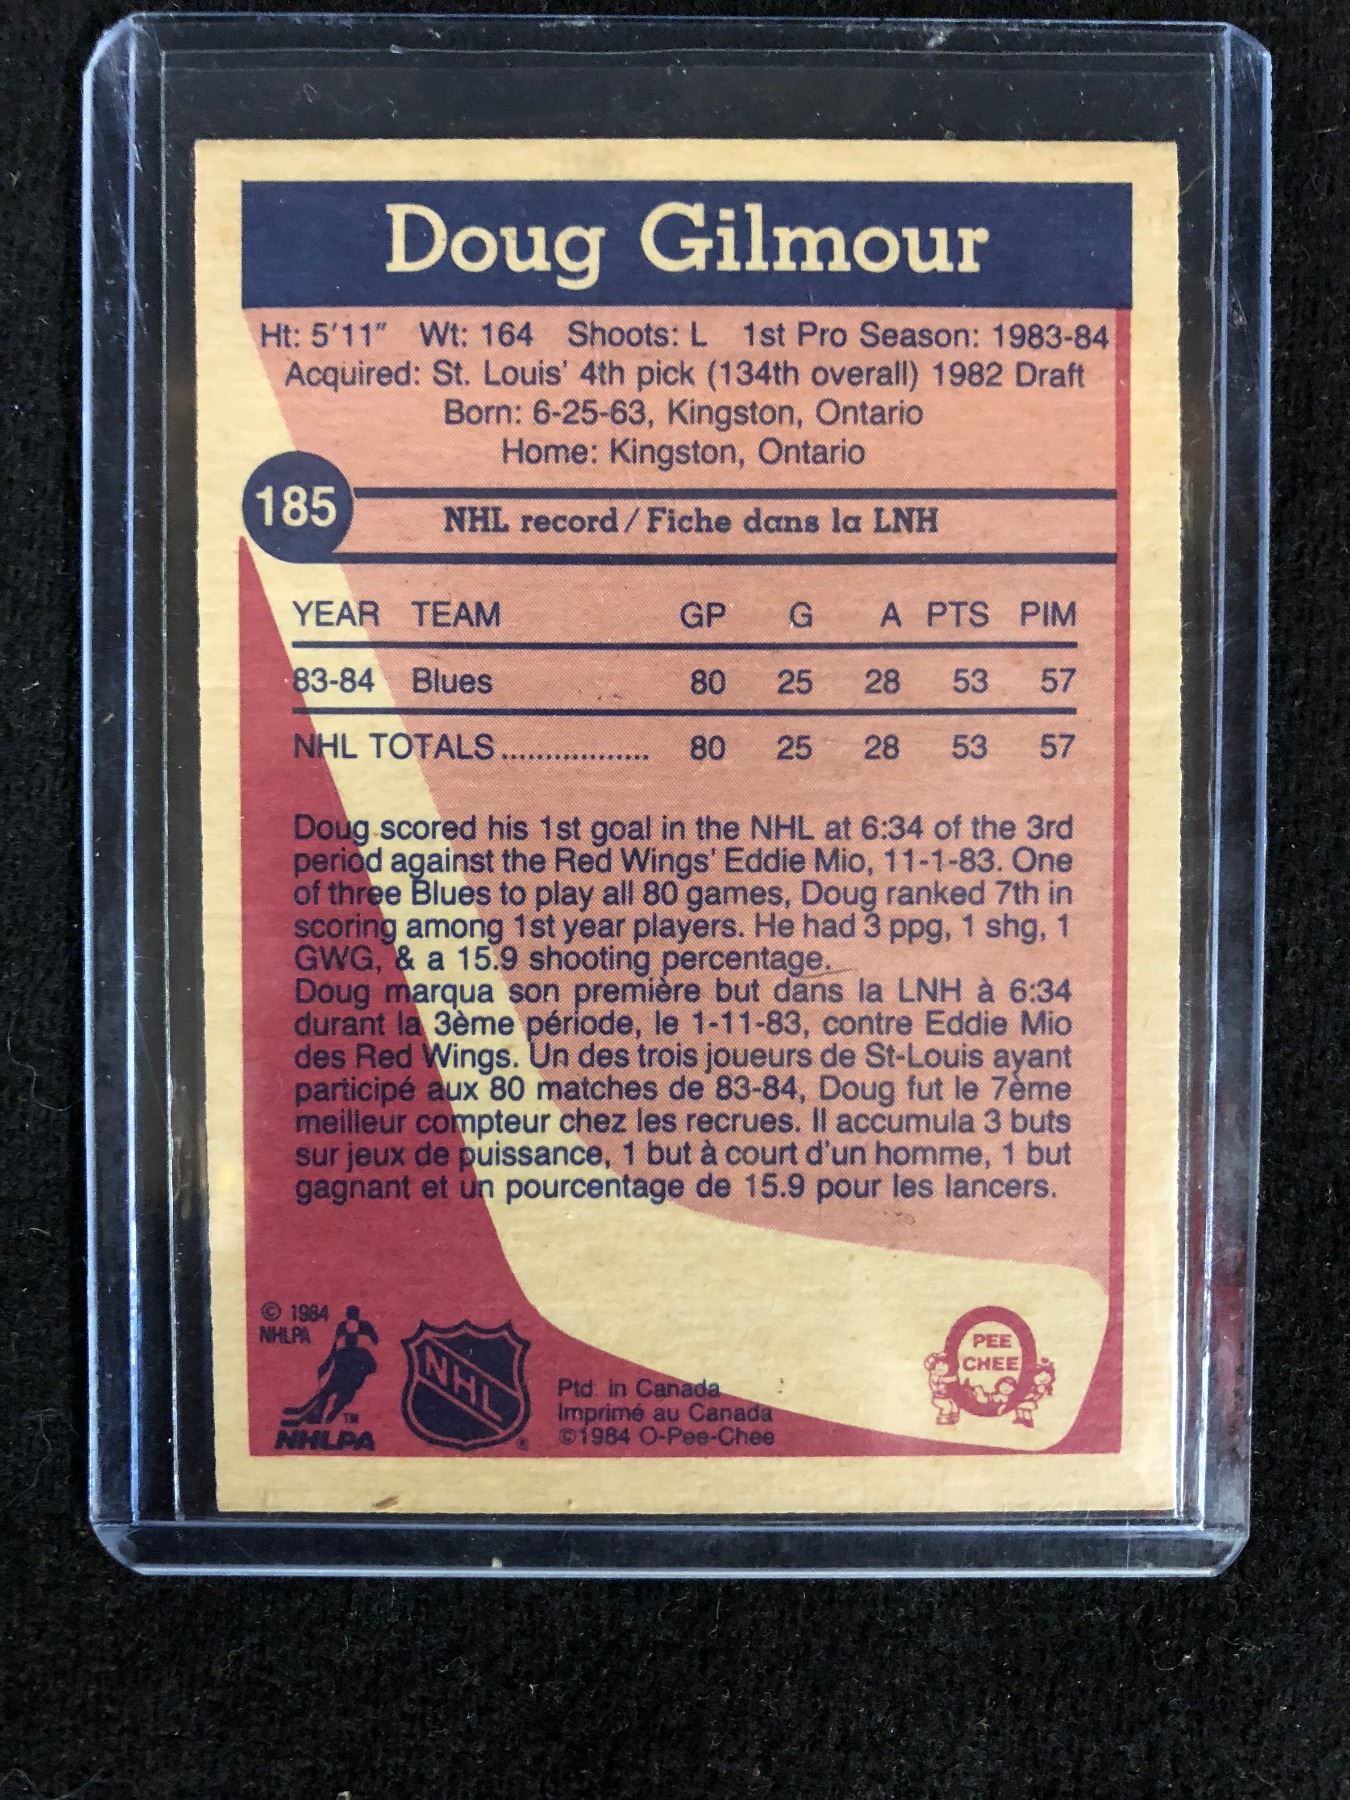 Doug Gilmour
Ht: 5'11" Wt: 164 Shoots: L 1st Pro Season: 1983-84
Acquired: St. Louis' 4th pick (134th overall) 1982 Draft
Born: 6-25-63, Kingston, Ontario
Home: Kingston, Ontario
185
NHL record/Fiche dans la LNH
YEAR TEAM GP G A PTS PIM
83-84 Blues 80 25 28 53 57
NHL TOTALS................. 80 25 28 53 57
Doug scored his 1st goal in the NHL at 6:34 of the 3rd
period against the Red Wings' Eddie Mio, 11-1-83. One
of three Blues to play all 80 games, Doug ranked 7th in
scoring among 1st year players. He had 3 ppg, 1 shg, 1
GWG, & a 15.9 shooting percentage.
Doug marqua son première but dans la LNH à 6:34
durant la 3ème période, le 1-11-83, contre Eddie Mio
des Red Wings. Un des trois joueurs de St-Louis ayant
participé aux 80 matches de 83-84, Doug fut le 7ème
meilleur compteur chez les recrues. Il accumula 3 buts
sur jeux de puissance, 1 but à court d'un homme, 1 but
gagnant et un pourcentage de 15.9 pour les lancers.
© 1984
NHLPA
TM
NHLPA
NHL
®
Ptd. in Canada
Imprimé au Canada
©1984 O-Pee-Chee
PEE
CHEE